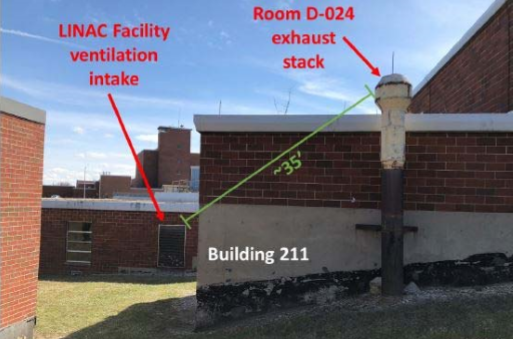 LINAC Facility
ventilation
intake
Room D-024
exhaust
stack
~35'
Building 211